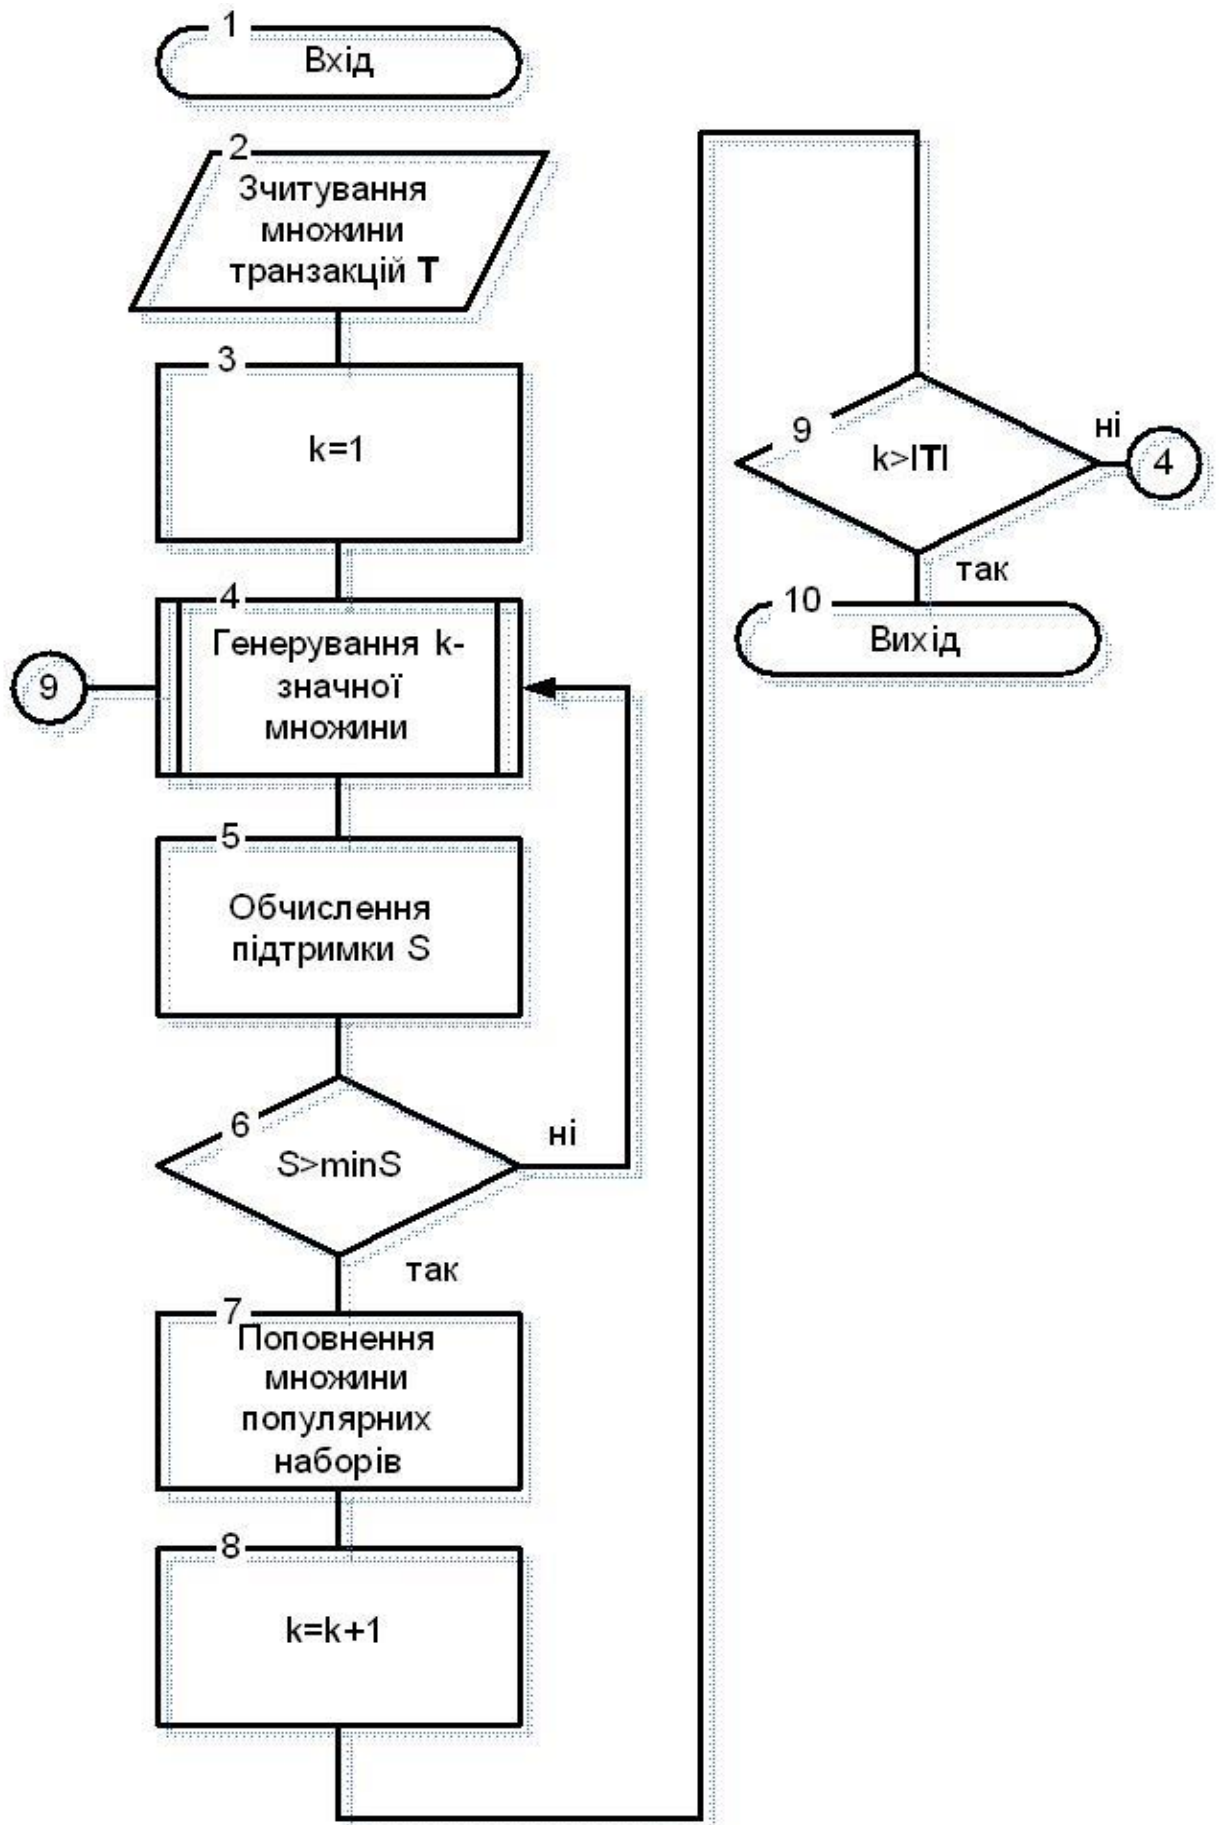 1
Вхід
2
Зчитування
множини
транзакцій T
3
k=1
4
Генерування k-
значної
множини
9
5
Обчислення
підтримки S
6
S>minS
ні
так
7
Поповнення
множини
популярних
наборів
8
k=k+1
9
k>|T|
ні
4
так
10
Вихід